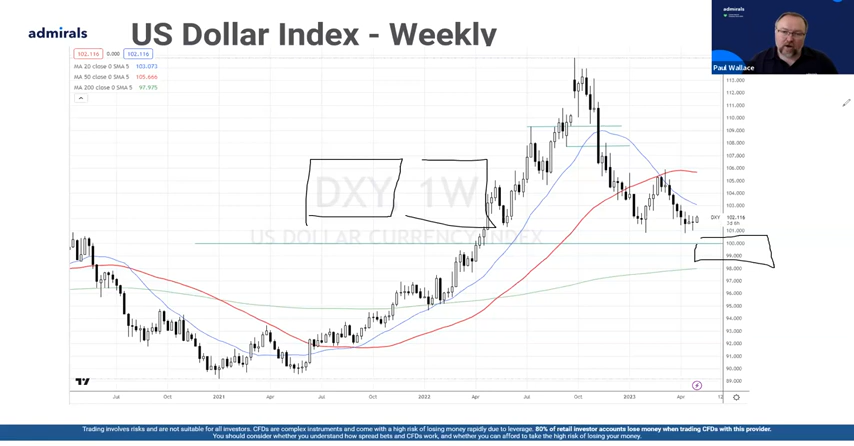 admirals
US Dollar Index - Weekly
admirals
Paul Wallace
102.116 0.000 102.116
MA 20 close 0 SMA 5 103.073
MA 50 close 0 SMA 5 105.666
MA 200 close 0 SMA 5 97.975
DXY 1W
US DOLLAR CURRENCY INDEX
113.000
112.000
111.000
110.000
109.000
108.000
107.000
106.000
105.000
104.000
103.000
DXY 102.116
101.000
100.000
99.000
98.000
97.000
96.000
95.000
94.000
93.000
92.000
91.000
90.000
89.000
Jul Oct 2021 Apr Jul Oct 2022 Apr Jul Oct 2023 Apr
Trading involves risks and are not suitable for all investors. CFDs are complex instruments and come with a high risk of losing money rapidly due to leverage. 80% of retail investor accounts lose money when trading CFDs with this provider.
You should consider whether you understand how spread bets and CFDs work, and whether you can afford to take the high risk of losing your money.